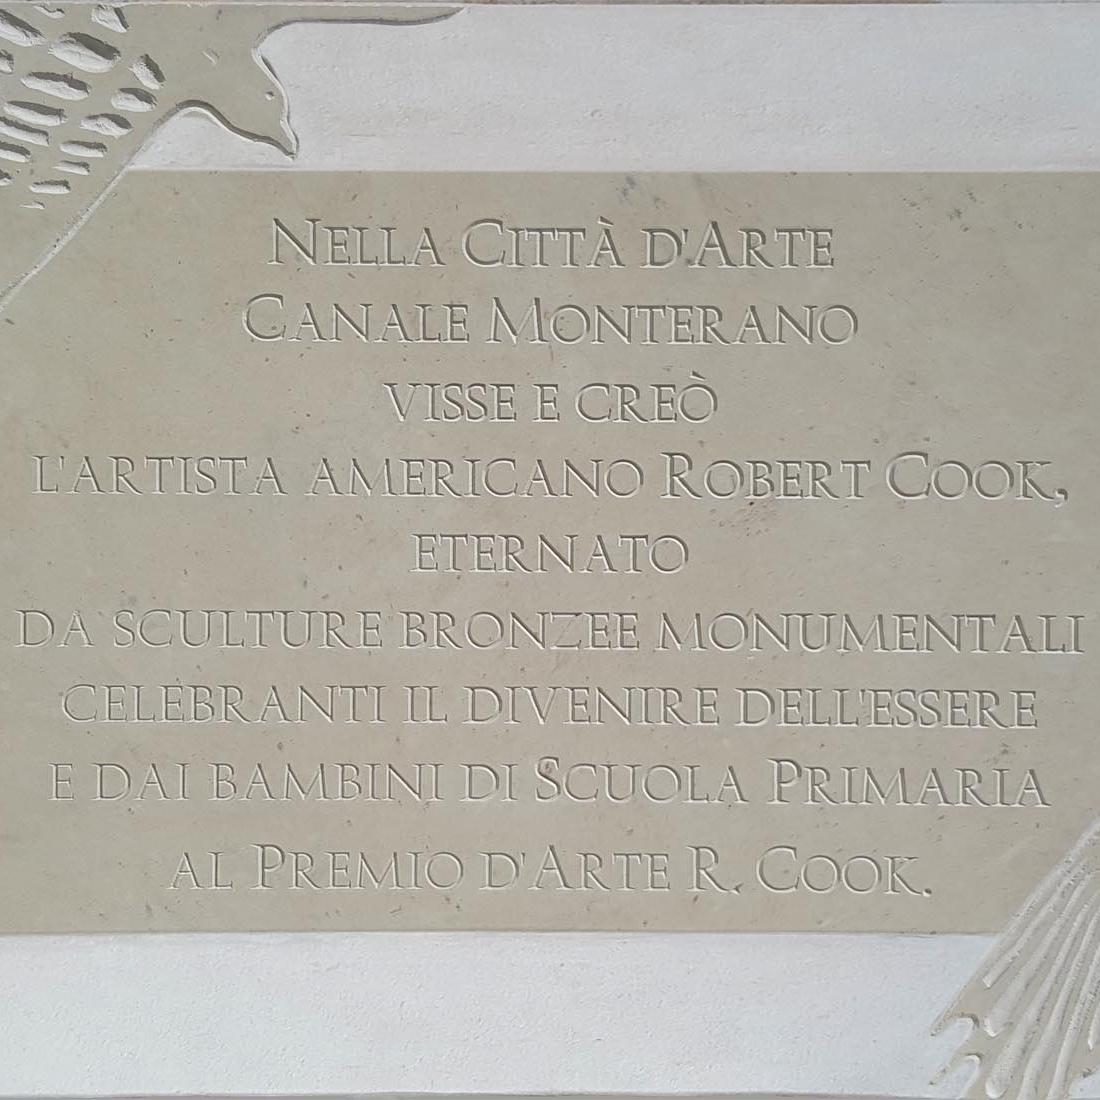 NELLA CITTÀ D'ARTE
CANALE MONTERANO
VISSE E CREÒ
L'ARTISTA AMERICANO ROBERT COOK,
ETERNATO
DA SCULTURE BRONZEE MONUMENTALI
CELEBRANTI IL DIVENIRE DELL'ESSERE
E DAI BAMBINI DI SCUOLA PRIMARIA
AL PREMIO D'ARTE R. COOK.